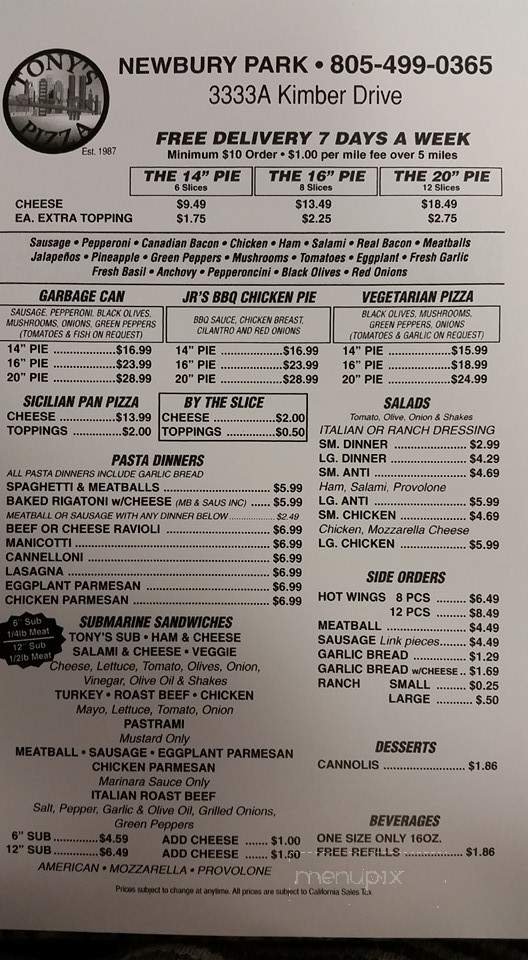 TONY'S
PIZZA
Est. 1987
NEWBURY PARK • 805-499-0365
3333A Kimber Drive
FREE DELIVERY 7 DAYS A WEEK
Minimum $10 Order • $1.00 per mile fee over 5 miles
THE 14" PIE THE 16" PIE THE 20" PIE
6 Slices 8 Slices 12 Slices
CHEESE $9.49 $13.49 $18.49
EA. EXTRA TOPPING $1.75 $2.25 $2.75
Sausage • Pepperoni • Canadian Bacon • Chicken • Ham • Salami • Real Bacon • Meatballs
Jalapeños • Pineapple • Green Peppers • Mushrooms • Tomatoes • Eggplant • Fresh Garlic
Fresh Basil • Anchovy • Pepperoncini • Black Olives • Red Onions
GARBAGE CAN
SAUSAGE, PEPPERONI, BLACK OLIVES,
MUSHROOMS, ONIONS, GREEN PEPPERS
(TOMATOES & FISH ON REQUEST)
14" PIE ................$16.99
16" PIE ................$23.99
20" PIE ................$28.99
JR'S BBQ CHICKEN PIE
BBQ SAUCE, CHICKEN BREAST,
CILANTRO AND RED ONIONS
14" PIE ................$16.99
16" PIE ................$23.99
20" PIE ................$28.99
VEGETARIAN PIZZA
BLACK OLIVES, MUSHROOMS,
GREEN PEPPERS, ONIONS
(TOMATOES & GARLIC ON REQUEST)
14" PIE ................$15.99
16" PIE ................$18.99
20" PIE ................$24.99
SICILIAN PAN PIZZA
CHEESE ................$13.99
TOPPINGS ..............$2.00
BY THE SLICE
CHEESE ................$2.00
TOPPINGS ..............$0.50
PASTA DINNERS
ALL PASTA DINNERS INCLUDE GARLIC BREAD
SPAGHETTI & MEATBALLS ................ $5.99
BAKED RIGATONI w/CHEESE (MB & SAUS INC) ..... $5.99
MEATBALL OR SAUSAGE WITH ANY DINNER BELOW ................ $2.49
BEEF OR CHEESE RAVIOLI ................ $6.99
MANICOTTI ................ $6.99
CANNELLONI ................ $6.99
LASAGNA ................ $6.99
EGGPLANT PARMESAN ................ $6.99
CHICKEN PARMESAN ................ $6.99
6" Sub
1/4lb Meat
12" Sub
1/2lb Meat
SUBMARINE SANDWICHES
TONY'S SUB • HAM & CHEESE
SALAMI & CHEESE • VEGGIE
Cheese, Lettuce, Tomato, Olives, Onion,
Vinegar, Olive Oil & Shakes
TURKEY • ROAST BEEF • CHICKEN
Mayo, Lettuce, Tomato, Onion
PASTRAMI
Mustard Only
MEATBALL • SAUSAGE • EGGPLANT PARMESAN
CHICKEN PARMESAN
Marinara Sauce Only
ITALIAN ROAST BEEF
Salt, Pepper, Garlic & Olive Oil, Grilled Onions,
Green Peppers
6" SUB .............$4.59 ADD CHEESE ...... $1.00
12" SUB ............$6.49 ADD CHEESE ...... $1.50
AMERICAN • MOZZARELLA • PROVOLONE
SALADS
Tomato, Olive, Onion & Shakes
ITALIAN OR RANCH DRESSING
SM. DINNER ................ $2.99
LG. DINNER ................ $4.29
SM. ANTI ................ $4.69
Ham, Salami, Provolone
LG. ANTI ................ $5.99
SM. CHICKEN ................ $4.69
Chicken, Mozzarella Cheese
LG. CHICKEN ................ $5.99
SIDE ORDERS
HOT WINGS 8 PCS ...... $6.49
12 PCS ...... $8.49
MEATBALL ................ $4.49
SAUSAGE Link pieces....... $4.49
GARLIC BREAD ............ $1.29
GARLIC BREAD w/CHEESE .. $1.69
RANCH SMALL ......... $0.25
LARGE ........... $.50
DESSERTS
CANNOLIS ................ $1.86
BEVERAGES
ONE SIZE ONLY 16OZ.
FREE REFILLS ................ $1.86
menupix
Prices subject to change at anytime. All prices are subject to California Sales Tax.